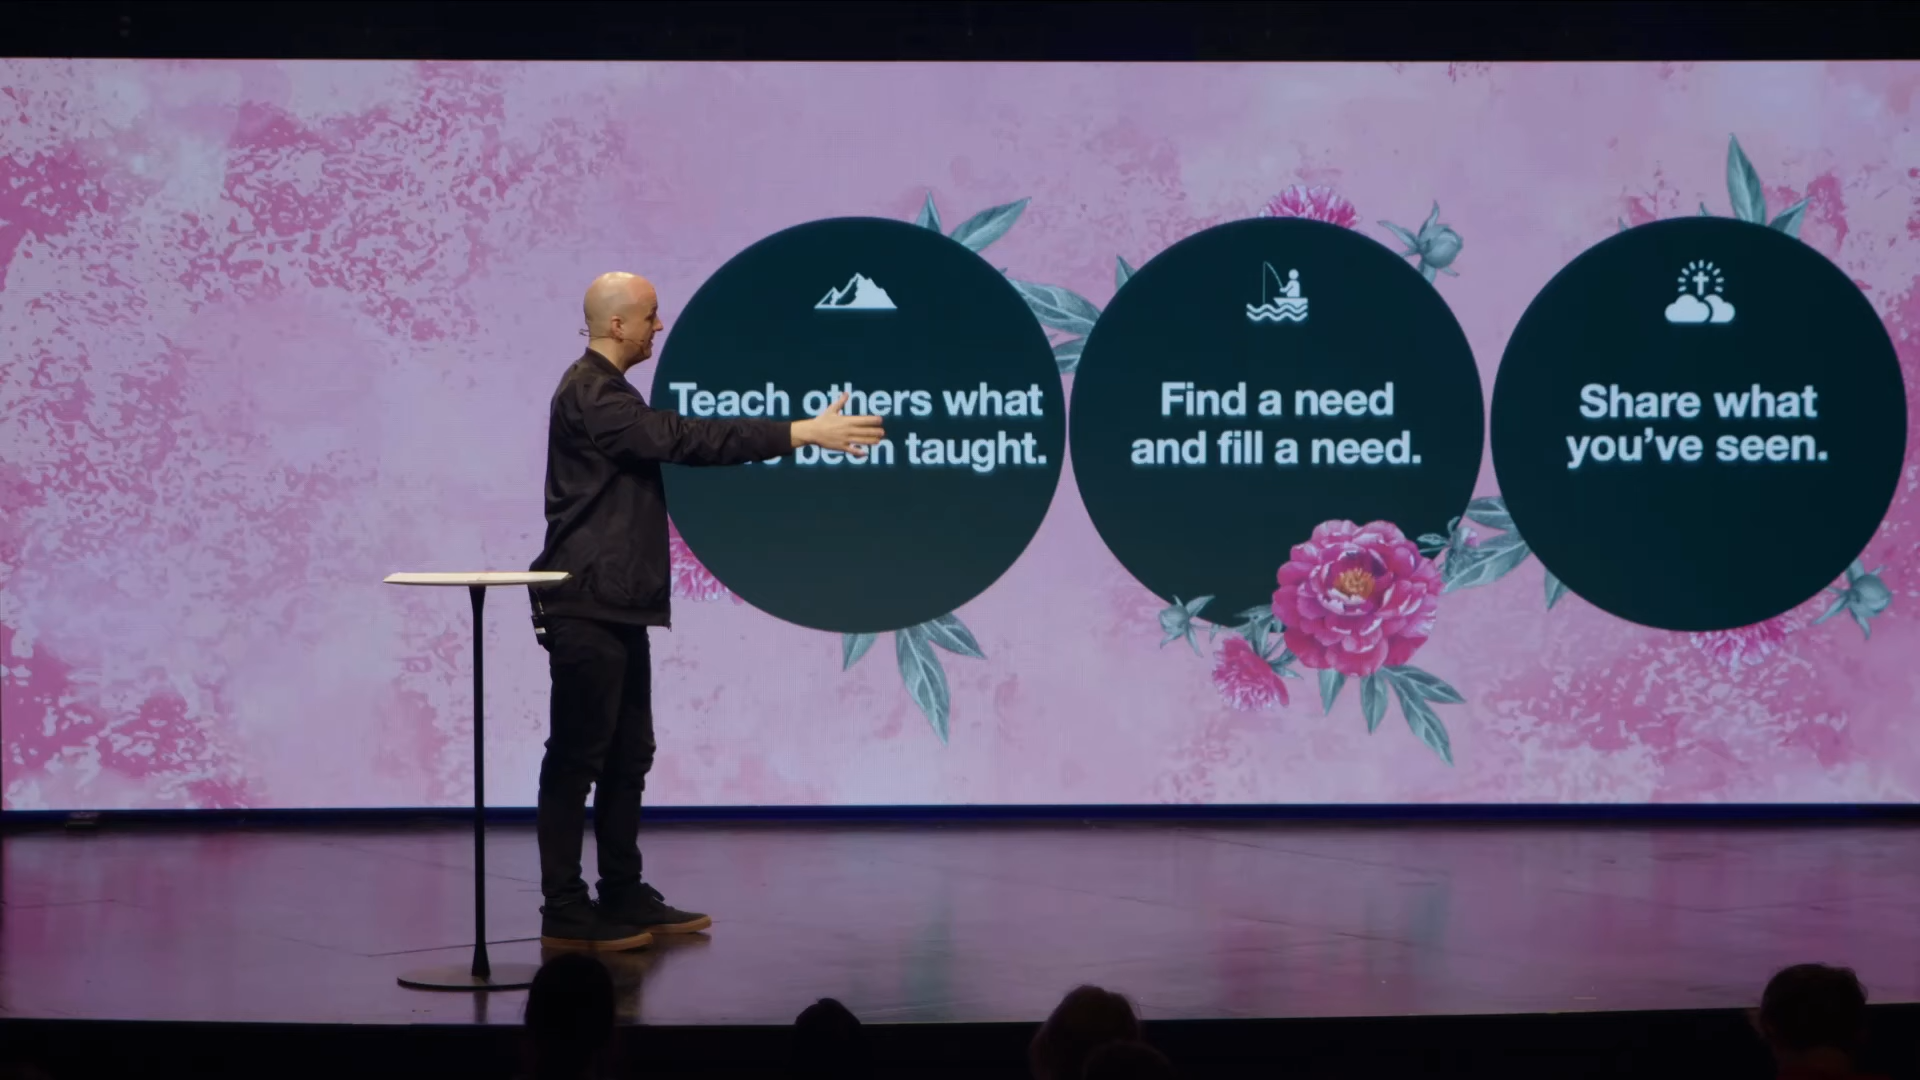 Teach others what
been taught.
Find a need
and fill a need.
Share what
you've seen.